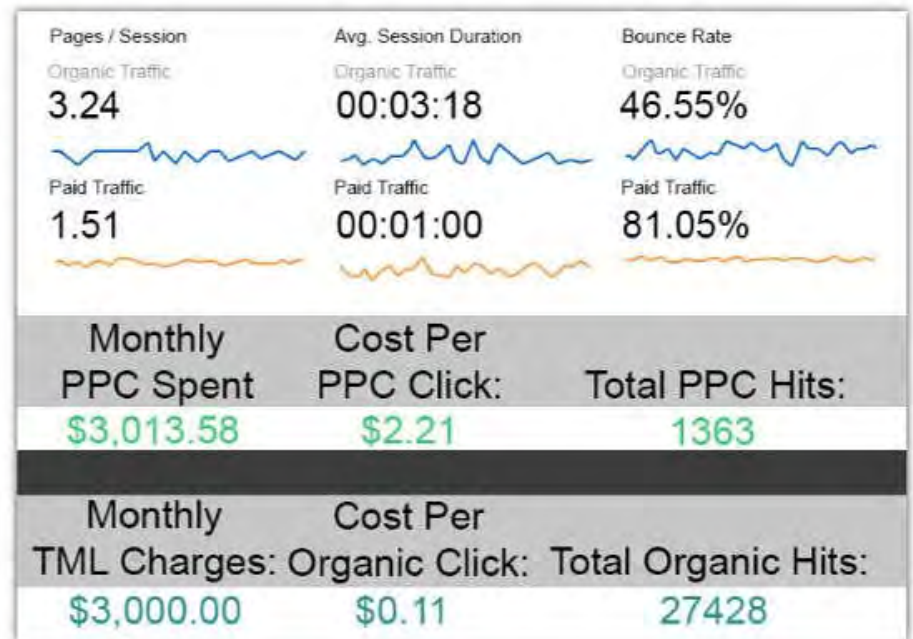 Pages / Session Avg. Session Duration Bounce Rate
Organic Traffic Organic Traffic Organic Traffic
3.24 00:03:18 46.55%
Paid Traffic Paid Traffic Paid Traffic
1.51 00:01:00 81.05%
Monthly Cost Per
PPC Spent PPC Click: Total PPC Hits:
$3,013.58 $2.21 1363
Monthly Cost Per
TML Charges: Organic Click: Total Organic Hits:
$3,000.00 $0.11 27428